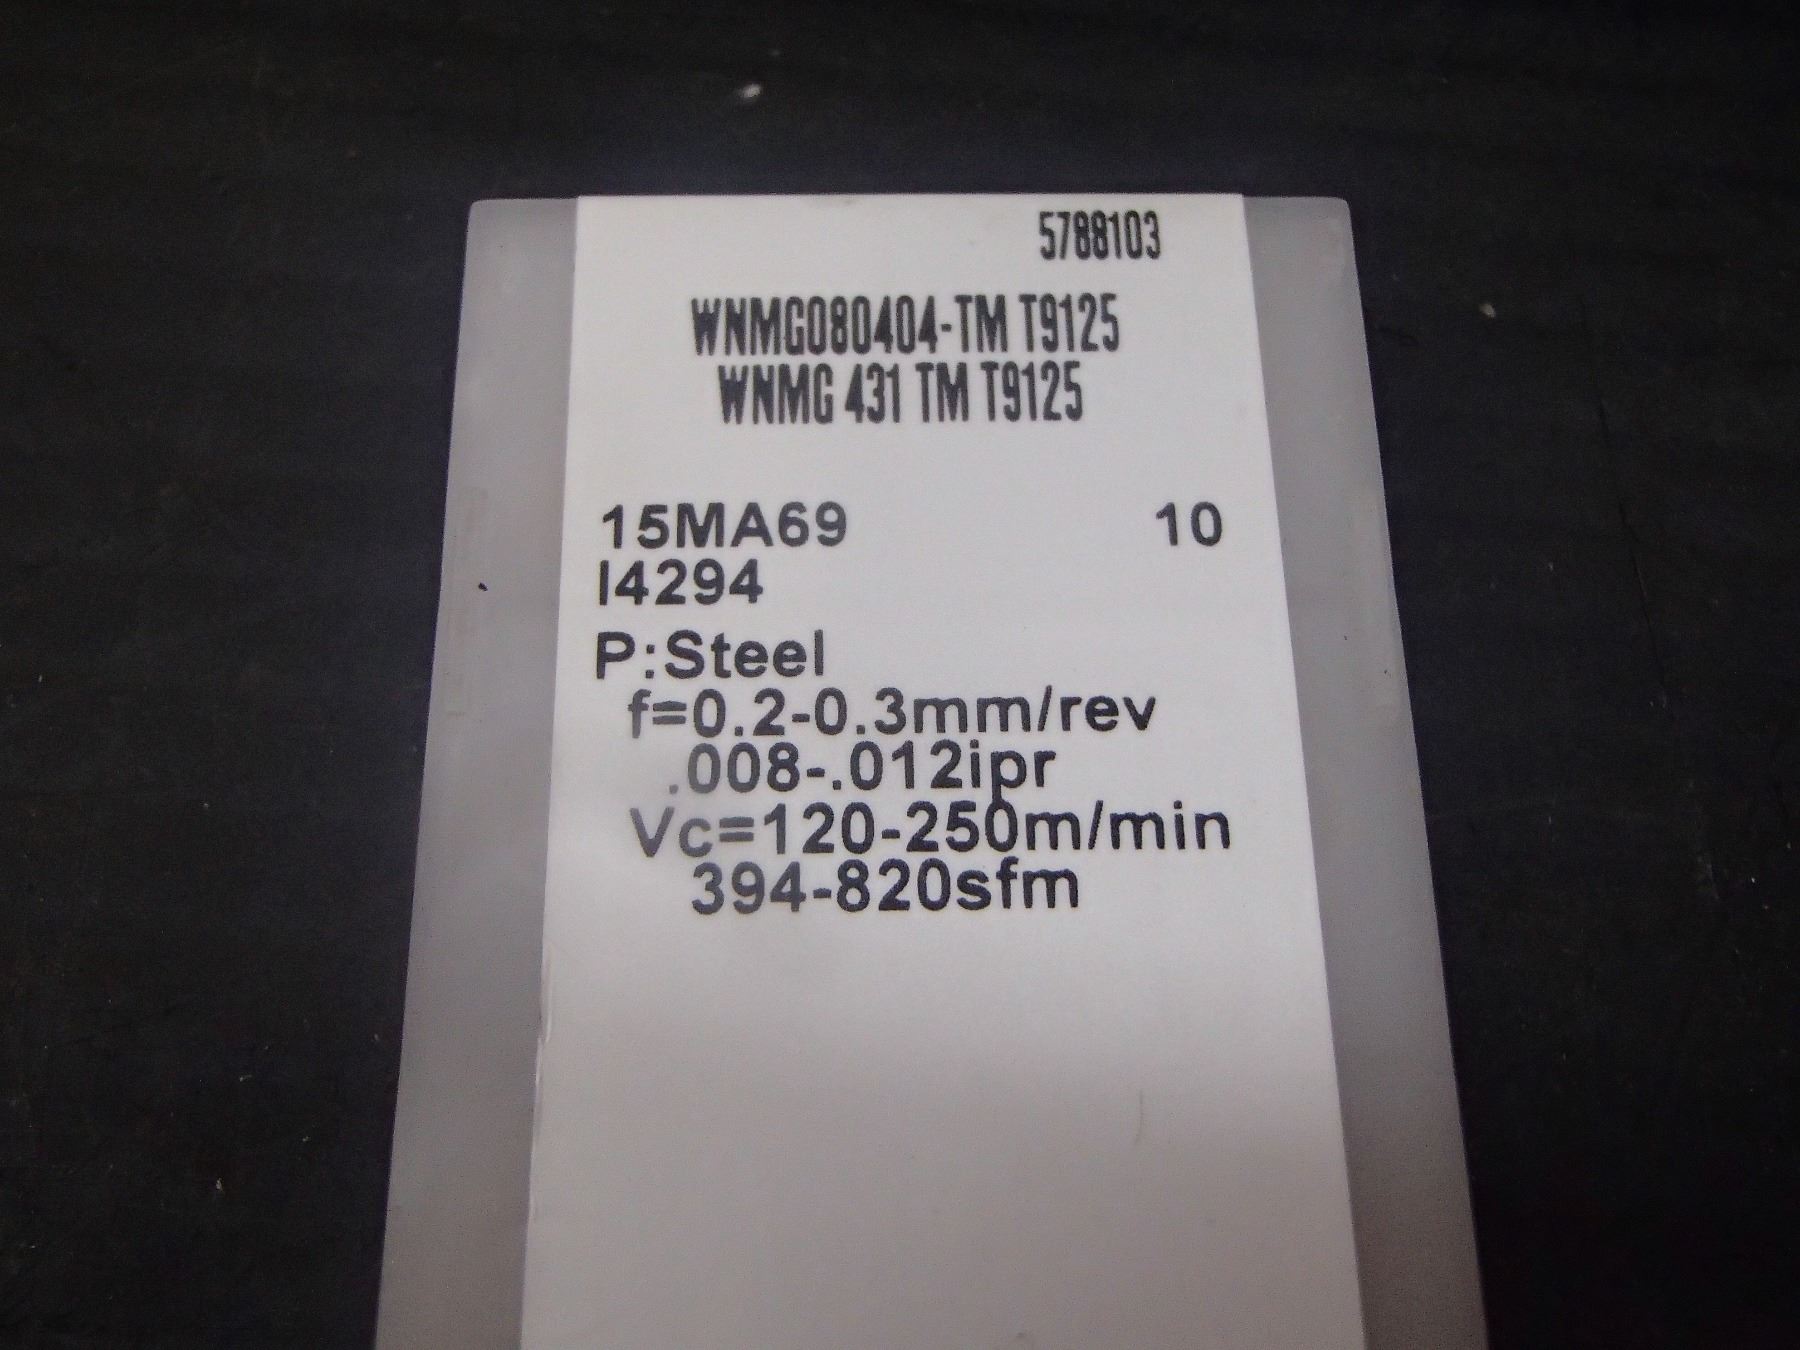 5788103
WNMG080404-TM T9125
WNMG 431 TM T9125
15MA69 10
I4294
P:Steel
f=0.2-0.3mm/rev
.008-.012ipr
Vc=120-250m/min
394-820sfm